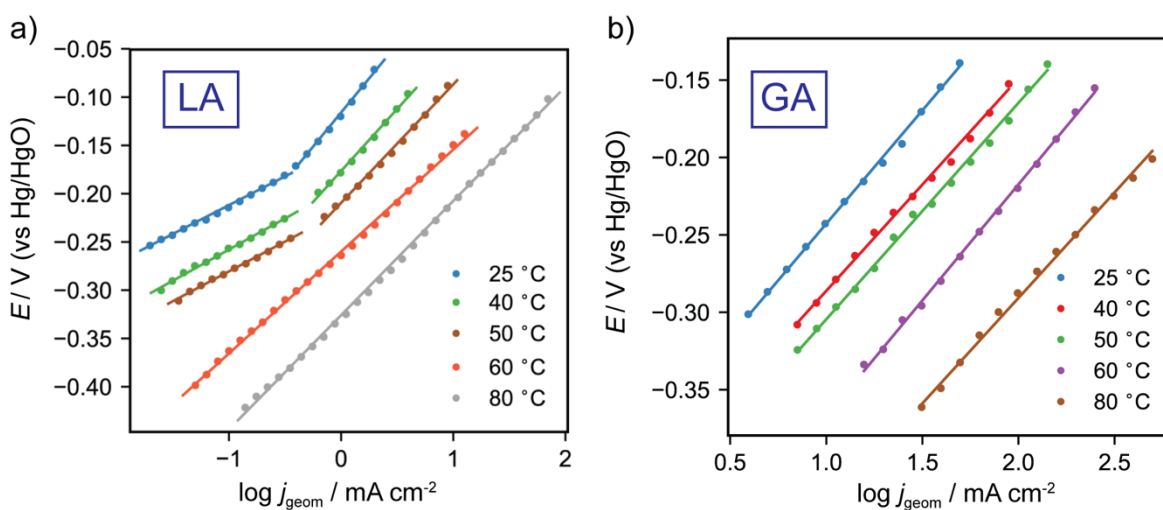 a)
LA
E / V (vs Hg/HgO)
−0.05
−0.10
−0.15
−0.20
−0.25
−0.30
−0.35
−0.40
25 °C
40 °C
50 °C
60 °C
80 °C
−1
0
1
2
log jgeom / mA cm-2
b)
GA
E / V (vs Hg/HgO)
−0.15
−0.20
−0.25
−0.30
−0.35
25 °C
40 °C
50 °C
60 °C
80 °C
0.5
1.0
1.5
2.0
2.5
log jgeom / mA cm-2